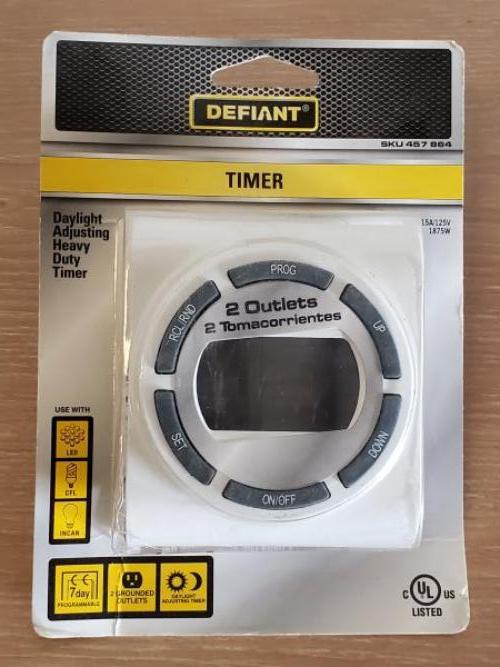 DEFIANT®
SKU 457 864
TIMER
Daylight
Adjusting
Heavy
Duty
Timer
15A/125V
1875W
PROG
RCL/RND
UP
2 Outlets
2 Tomacorrientes
SET
DOWN
ON/OFF
USE WITH
LED
CFL
INCAN
7day
PROGRAMMABLE
2 GROUNDED
OUTLETS
DAYLIGHT
ADJUSTING TIMER
C UL US
LISTED